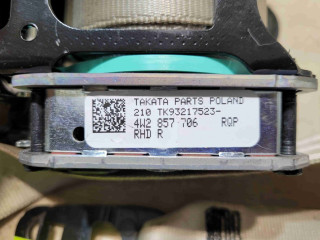 TAKATA PARTS POLAND
210 TK93217523-
4W2 857 706 RQP
RHD R